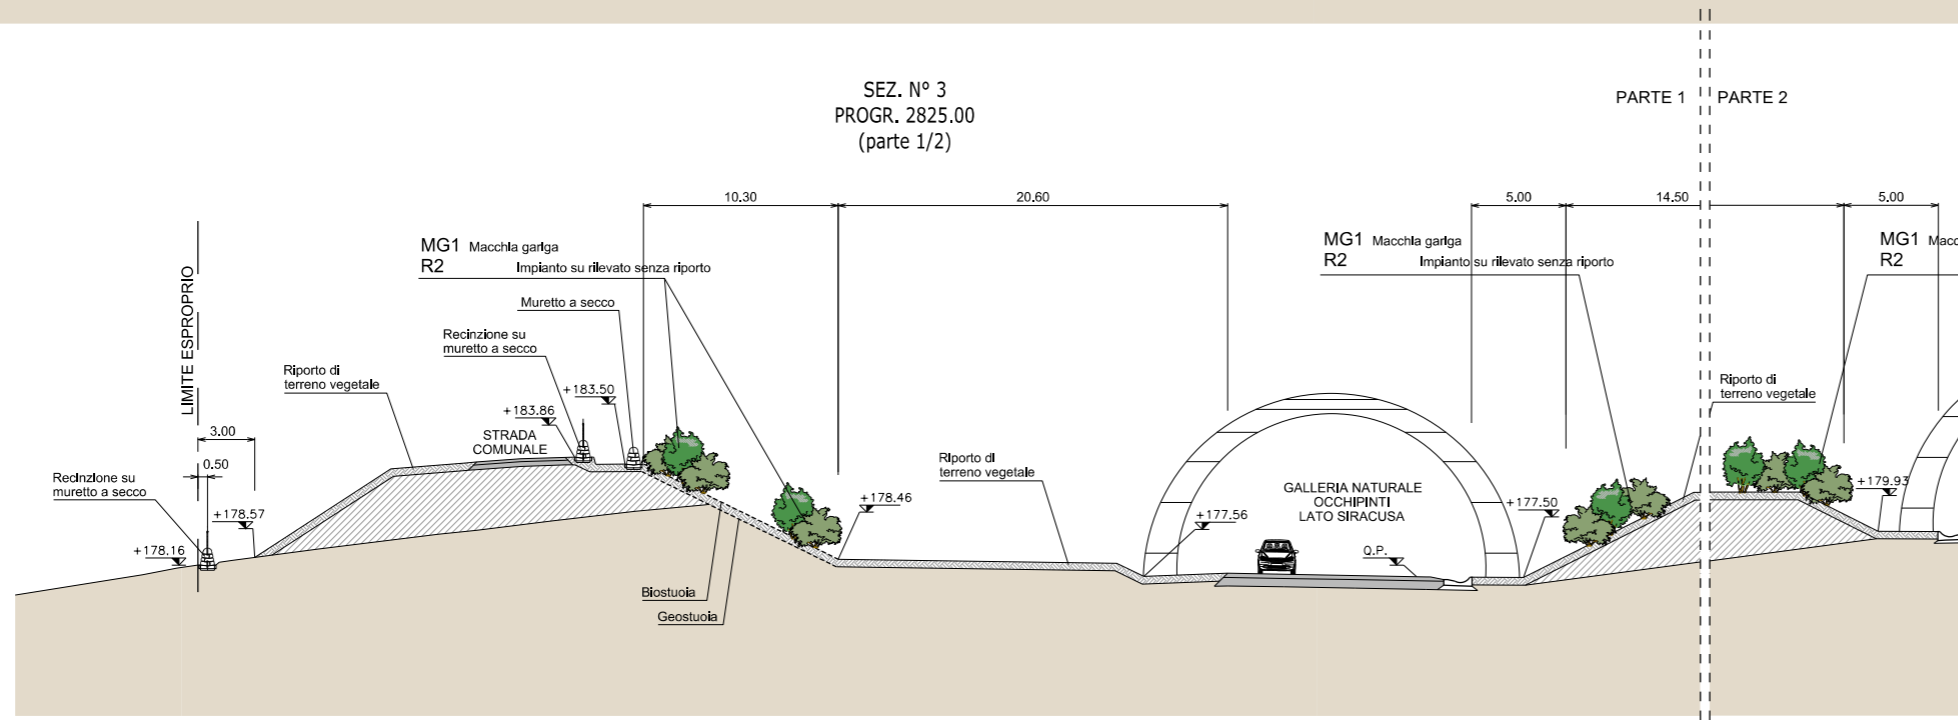 SEZ. N° 3
PROGR. 2825.00
(parte 1/2)
PARTE 1
PARTE 2
10.30
20.60
5.00
14.50
5.00
LIMITE ESPROPRIO
MG1 Macchia gariga
R2 Impianto su rilevato senza riporto
MG1 Macchia gariga
R2 Impianto su rilevato senza riporto
MG1 Macc
R2
Muretto a secco
Recinzione su
muretto a secco
Riporto di
terreno vegetale
+183.50
+183.86
STRADA
COMUNALE
3.00
0.50
Recinzione su
muretto a secco
+178.57
+178.16
Riporto di
terreno vegetale
+178.46
+177.56
GALLERIA NATURALE
OCCHIPINTI
LATO SIRACUSA
Q.P.
+177.50
Riporto di
terreno vegetale
+179.93
Biostuoia
Geostuoia